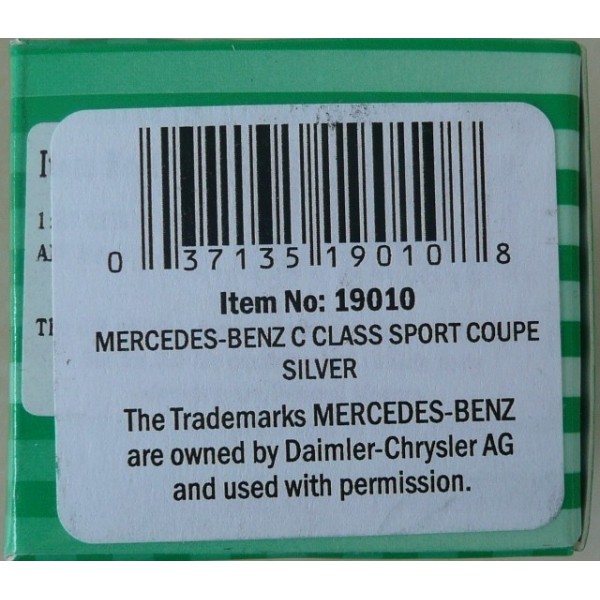 0 37135 19010 8
Item No: 19010
MERCEDES-BENZ C CLASS SPORT COUPE
SILVER
The Trademarks MERCEDES-BENZ
are owned by Daimler-Chrysler AG
and used with permission.